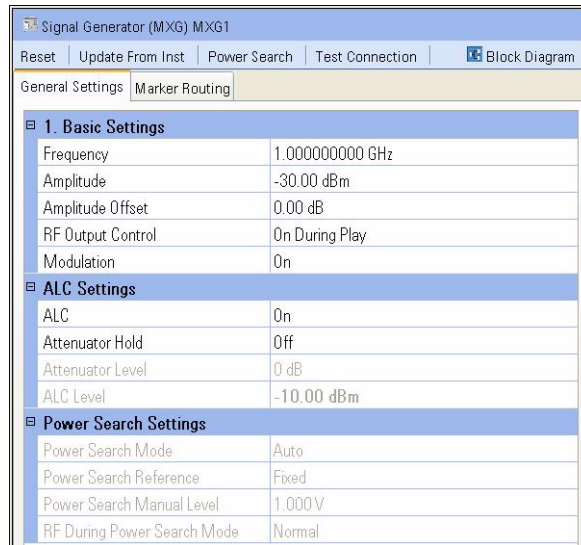 Signal Generator (MXG) MXG1
Reset Update From Inst Power Search Test Connection Block Diagram
General Settings Marker Routing
1. Basic Settings
Frequency 1.000000000 GHz
Amplitude -30.00 dBm
Amplitude Offset 0.00 dB
RF Output Control On During Play
Modulation On
ALC Settings
ALC On
Attenuator Hold Off
Attenuator Level 0 dB
ALC Level -10.00 dBm
Power Search Settings
Power Search Mode Auto
Power Search Reference Fixed
Power Search Manual Level 1.000 V
RF During Power Search Mode Normal